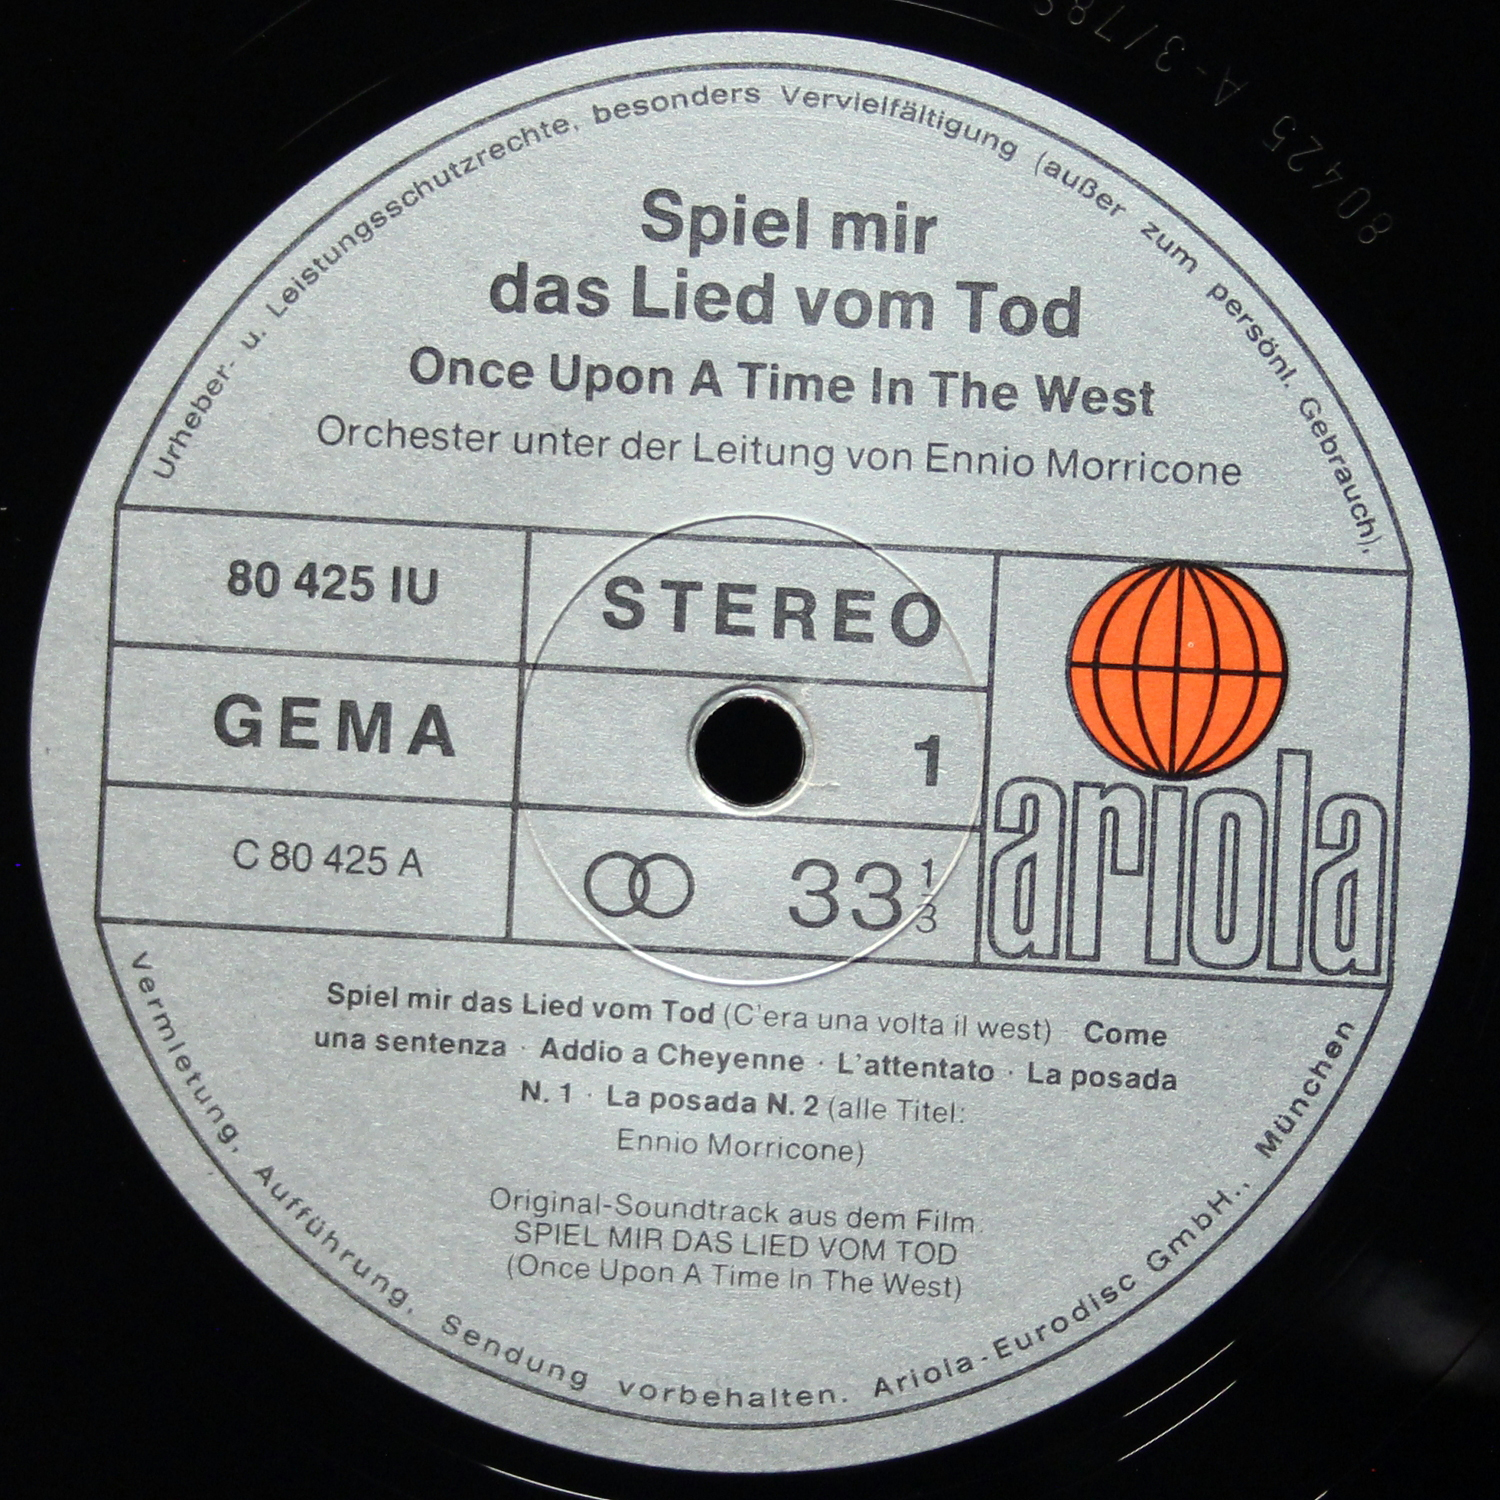 Urheber- u. Leistungsschutzrechte, besonders Vervielfältigung (außer zum persönl. Gebrauch),
Spiel mir
das Lied vom Tod
Once Upon A Time In The West
Orchester unter der Leitung von Ennio Morricone
80 425 IU
STEREO
GEMA
1
C 80 425 A
33 1/3
ariola
Spiel mir das Lied vom Tod (C'era una volta il west) · Come
una sentenza · Addio a Cheyenne · L'attentato · La posada
N. 1 · La posada N. 2 (alle Titel:
Ennio Morricone)
Original-Soundtrack aus dem Film:
SPIEL MIR DAS LIED VOM TOD
(Once Upon A Time In The West)
Vermietung, Aufführung, Sendung vorbehalten. Ariola-Eurodisc GmbH., München
80425 A-3/78S